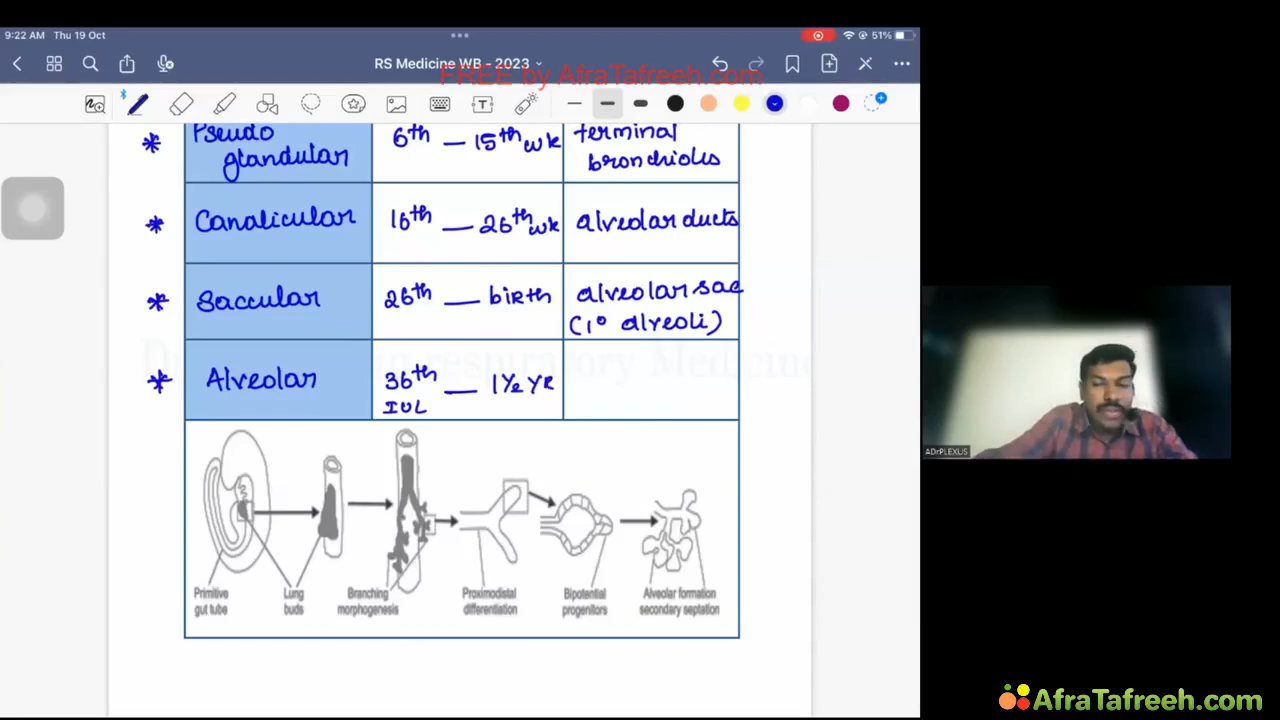 9:22 AM Thu 19 Oct
51%
RS Medicine WB - 2023
FREE by AfraTafreeh.com
Pseudo glandular
6th — 15th wk
terminal bronchioles
Canalicular
16th — 26th wk
alveolar ducts
Saccular
26th — birth
alveolar sac
(1° alveoli)
respiratory Medicine
Alveolar
36th — 1½ YR
IUL
Primitive gut tube
Lung buds
Branching morphogenesis
Proximodistal differentiation
Bipotential progenitors
Alveolar formation secondary septation
ADrPLEXUS
AfraTafreeh.com